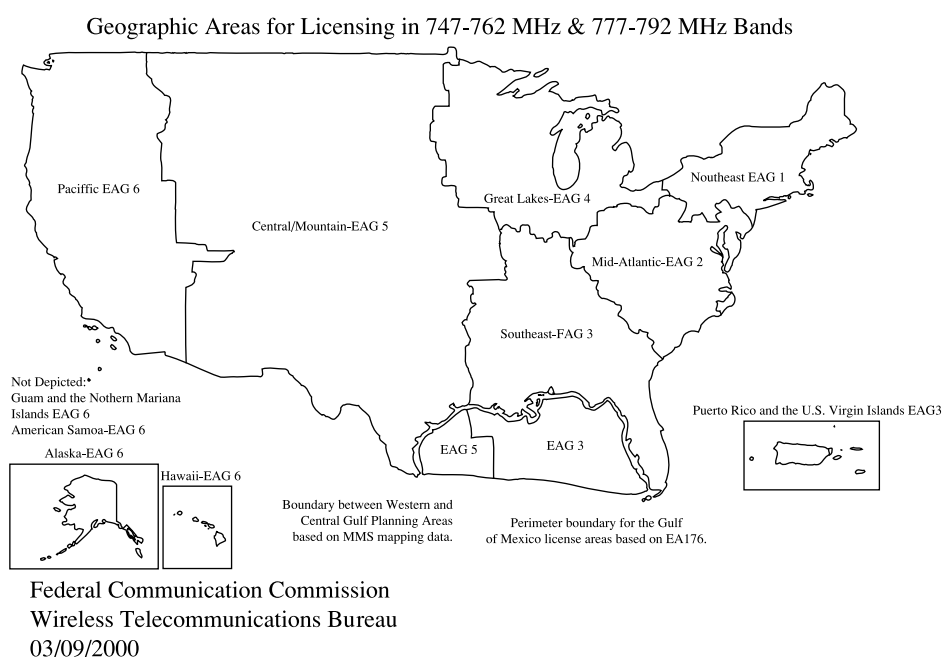 Geographic Areas for Licensing in 747-762 MHz & 777-792 MHz Bands
Paciffic EAG 6
Central/Mountain-EAG 5
Great Lakes-EAG 4
Noutheast EAG 1
Mid-Atlantic-EAG 2
Southeast-FAG 3
Not Depicted:
Guam and the Nothern Mariana
Islands EAG 6
American Samoa-EAG 6
Alaska-EAG 6
Hawaii-EAG 6
EAG 5
EAG 3
Puerto Rico and the U.S. Virgin Islands EAG3
Boundary between Western and
Central Gulf Planning Areas
based on MMS mapping data.
Perimeter boundary for the Gulf
of Mexico license areas based on EA176.
Federal Communication Commission
Wireless Telecommunications Bureau
03/09/2000